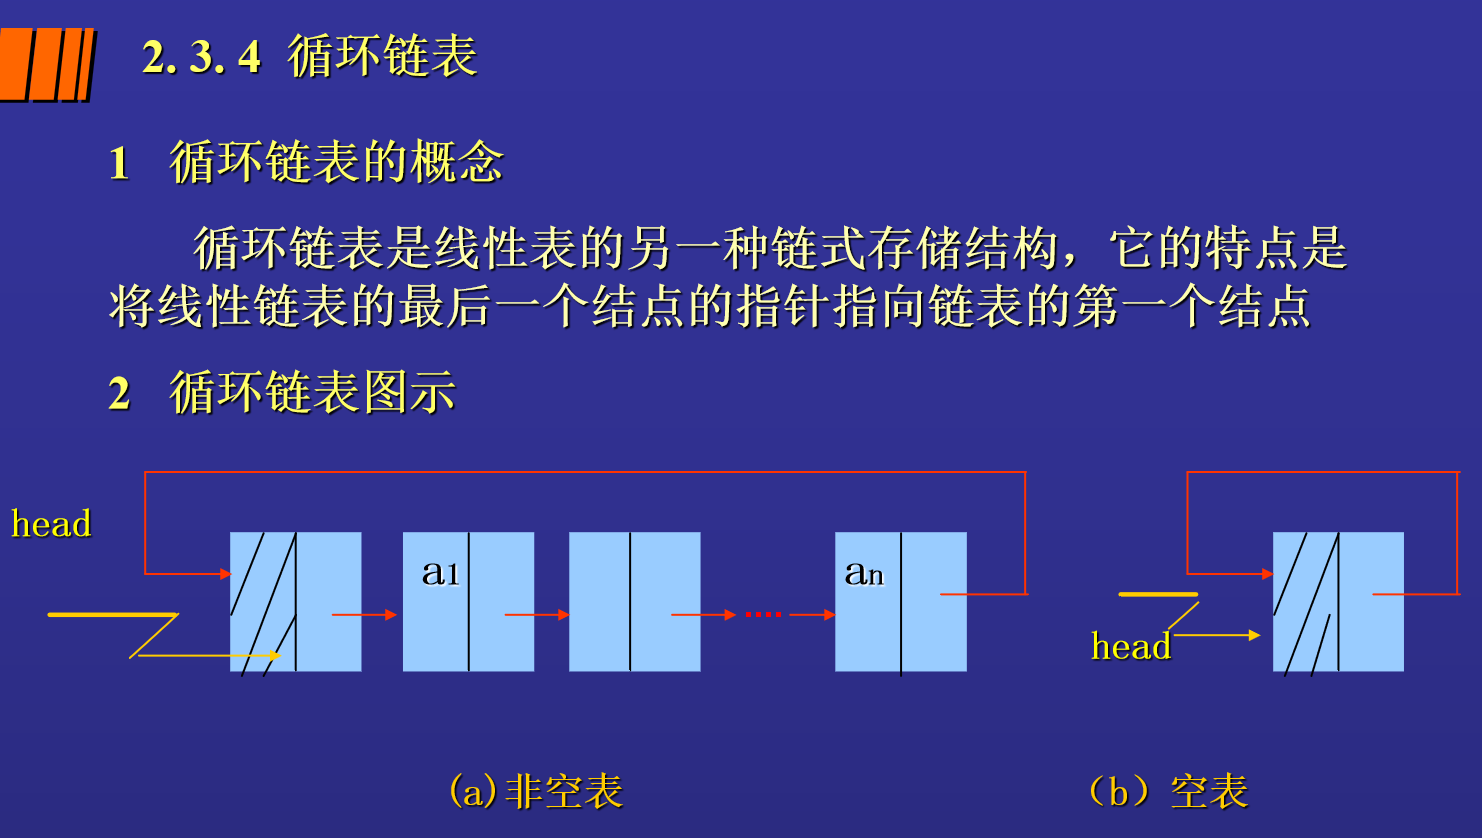 2.3.4 循环链表
1 循环链表的概念
循环链表是线性表的另一种链式存储结构，它的特点是
将线性链表的最后一个结点的指针指向链表的第一个结点
2 循环链表图示
head
a1
an
head
(a)非空表
（b）空表